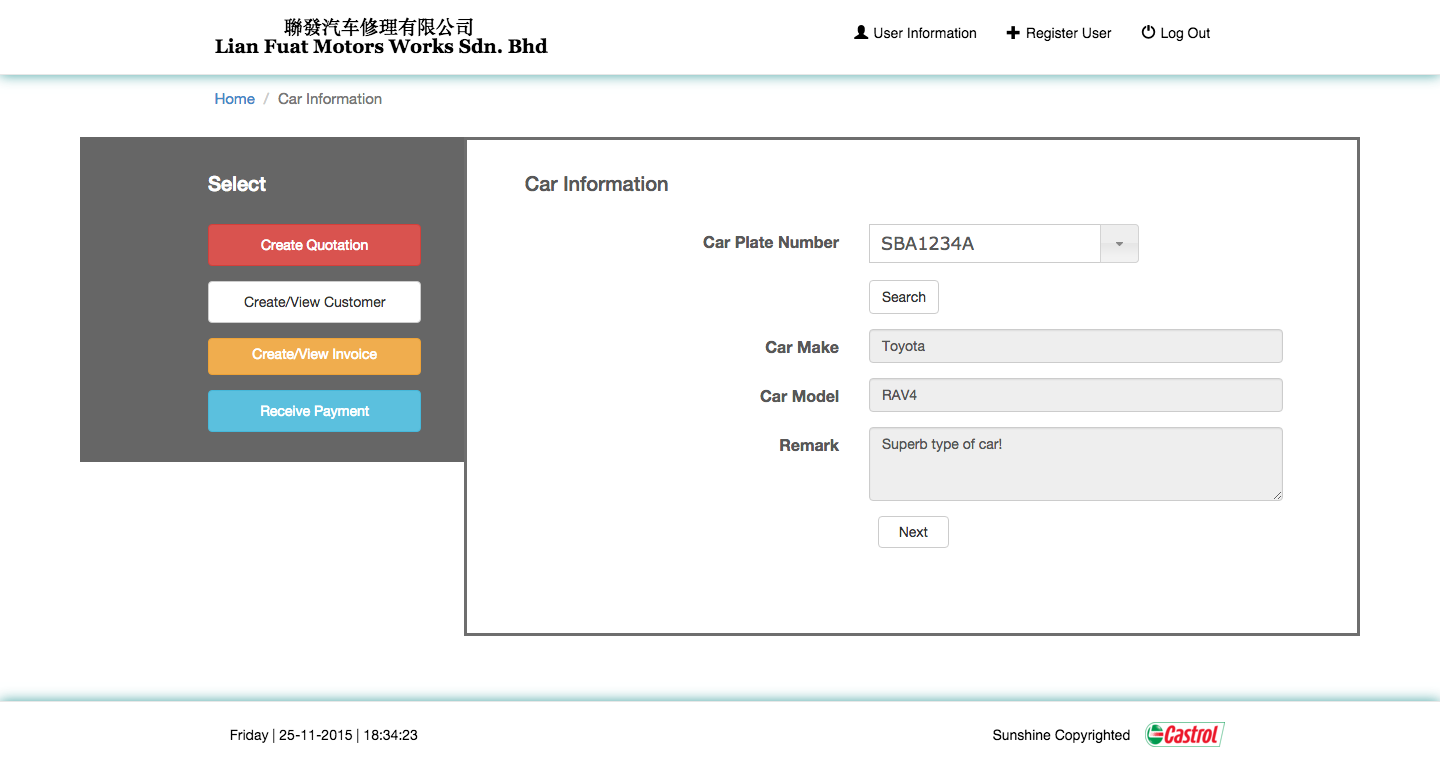 聯發汽车修理有限公司
Lian Fuat Motors Works Sdn. Bhd
User Information
Register User
Log Out
Home / Car Information
Select
Create Quotation
Create/View Customer
Create/View Invoice
Receive Payment
Car Information
Car Plate Number
SBA1234A
Search
Car Make
Toyota
Car Model
RAV4
Remark
Superb type of car!
Next
Friday | 25-11-2015 | 18:34:23
Sunshine Copyrighted
Castrol